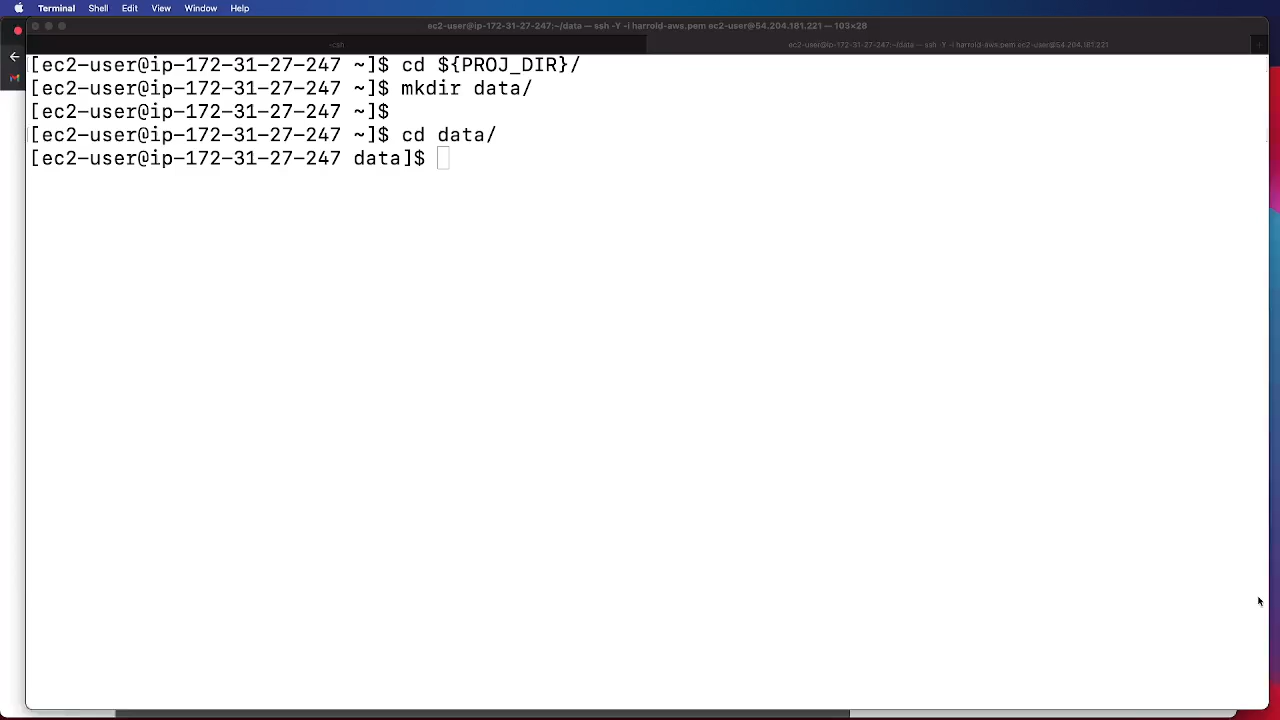 Terminal Shell Edit View Window Help
ec2-user@ip-172-31-27-247:~/data — ssh -Y -i harrold-aws.pem ec2-user@54.204.181.221 — 103×28
-csh
ec2-user@ip-172-31-27-247:~/data — ssh -Y -i harrold-aws.pem ec2-user@54.204.181.221
[ec2-user@ip-172-31-27-247 ~]$ cd ${PROJ_DIR}/
[ec2-user@ip-172-31-27-247 ~]$ mkdir data/
[ec2-user@ip-172-31-27-247 ~]$
[ec2-user@ip-172-31-27-247 ~]$ cd data/
[ec2-user@ip-172-31-27-247 data]$